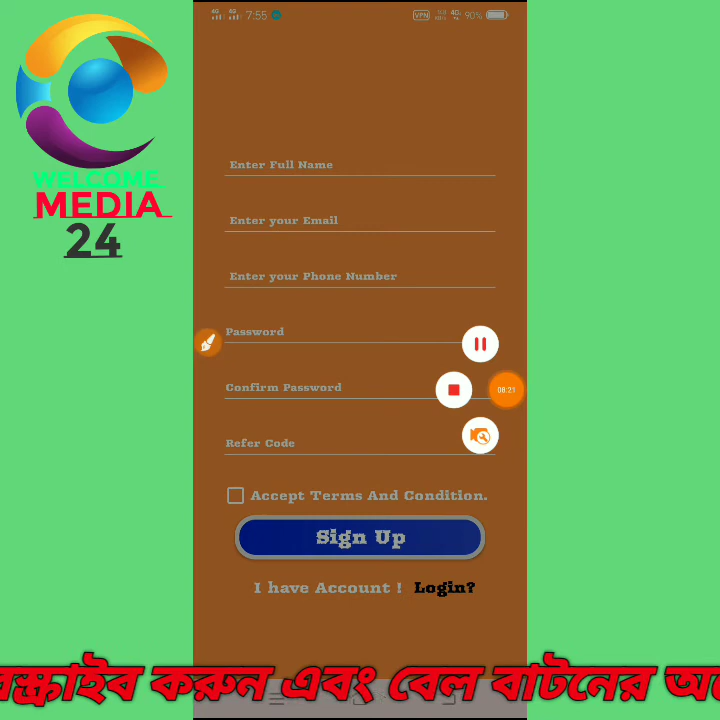 7:55
VPN
90%
WELCOME
MEDIA
24
Enter Full Name
Enter your Email
Enter your Phone Number
Password
Confirm Password
08:21
Refer Code
Accept Terms And Condition.
Sign Up
I have Account ! Login?
করুন এবং বেল বাটনের